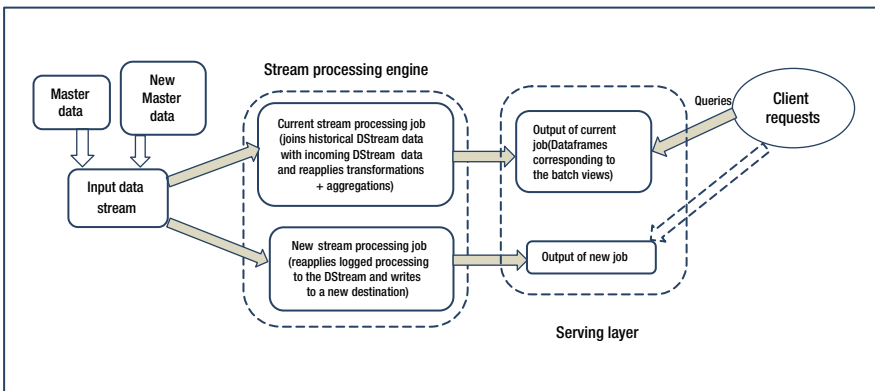 Stream processing engine
Master
data
New
Master
data
Input data
stream
Current stream processing job
(joins historical DStream data
with incoming DStream data
and reapplies transformations
+ aggregations)
New stream processing job
(reapplies logged processing
to the DStream and writes
to a new destination)
Output of current
job(Dataframes
corresponding to
the batch views)
Output of new job
Serving layer
Queries
Client
requests